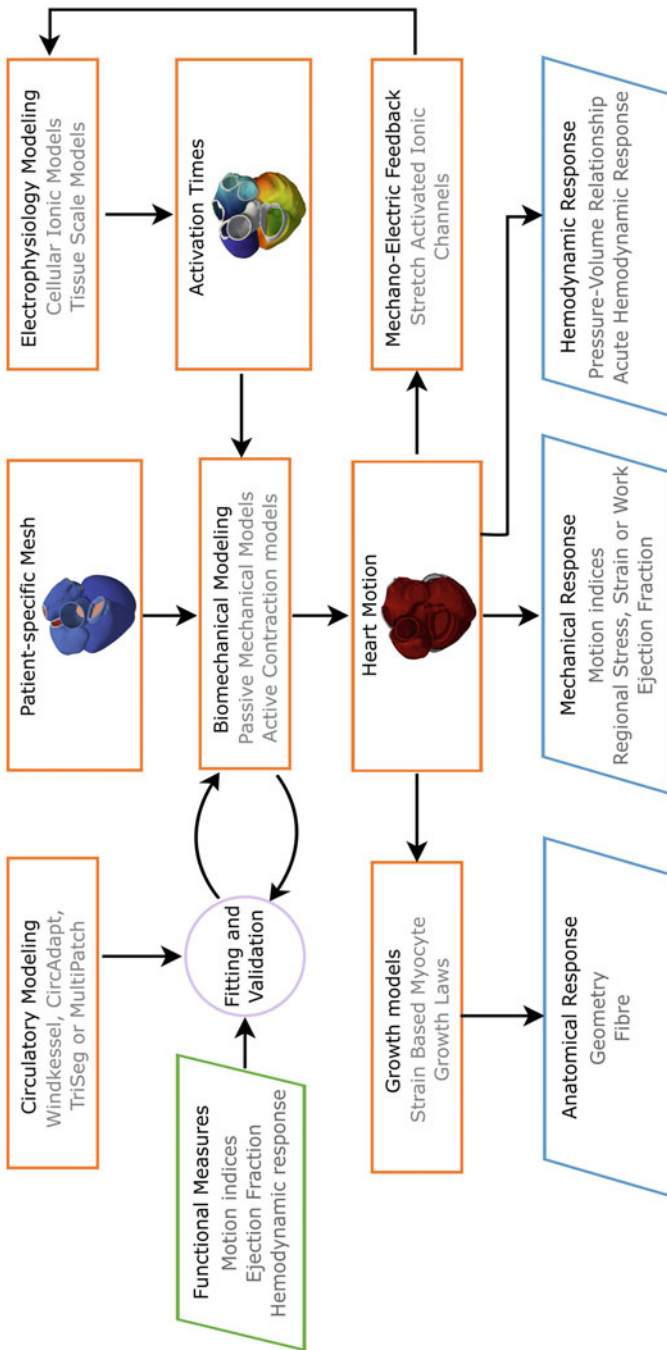 Circulatory Modeling
Windkessel, CircAdapt,
TriSeg or MultiPatch
Patient-specific Mesh
Electrophysiology Modeling
Cellular Ionic Models
Tissue Scale Models
Functional Measures
Motion indices
Ejection Fraction
Hemodynamic response
Fitting and
Validation
Biomechanical Modeling
Passive Mechanical Models
Active Contraction models
Activation Times
Growth models
Strain Based Myocyte
Growth Laws
Heart Motion
Mechano-Electric Feedback
Stretch Activated Ionic
Channels
Anatomical Response
Geometry
Fibre
Mechanical Response
Motion indices
Regional Stress, Strain or Work
Ejection Fraction
Hemodynamic Response
Pressure-Volume Relationship
Acute Hemodynamic Response